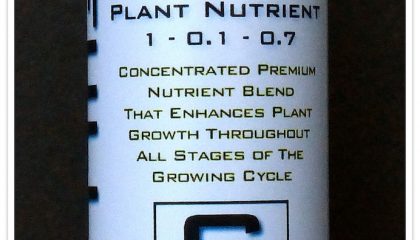 PLANT NUTRIENT
1 - 0.1 - 0.7
CONCENTRATED PREMIUM
NUTRIENT BLEND
THAT ENHANCES PLANT
GROWTH THROUGHOUT
ALL STAGES OF THE
GROWING CYCLE